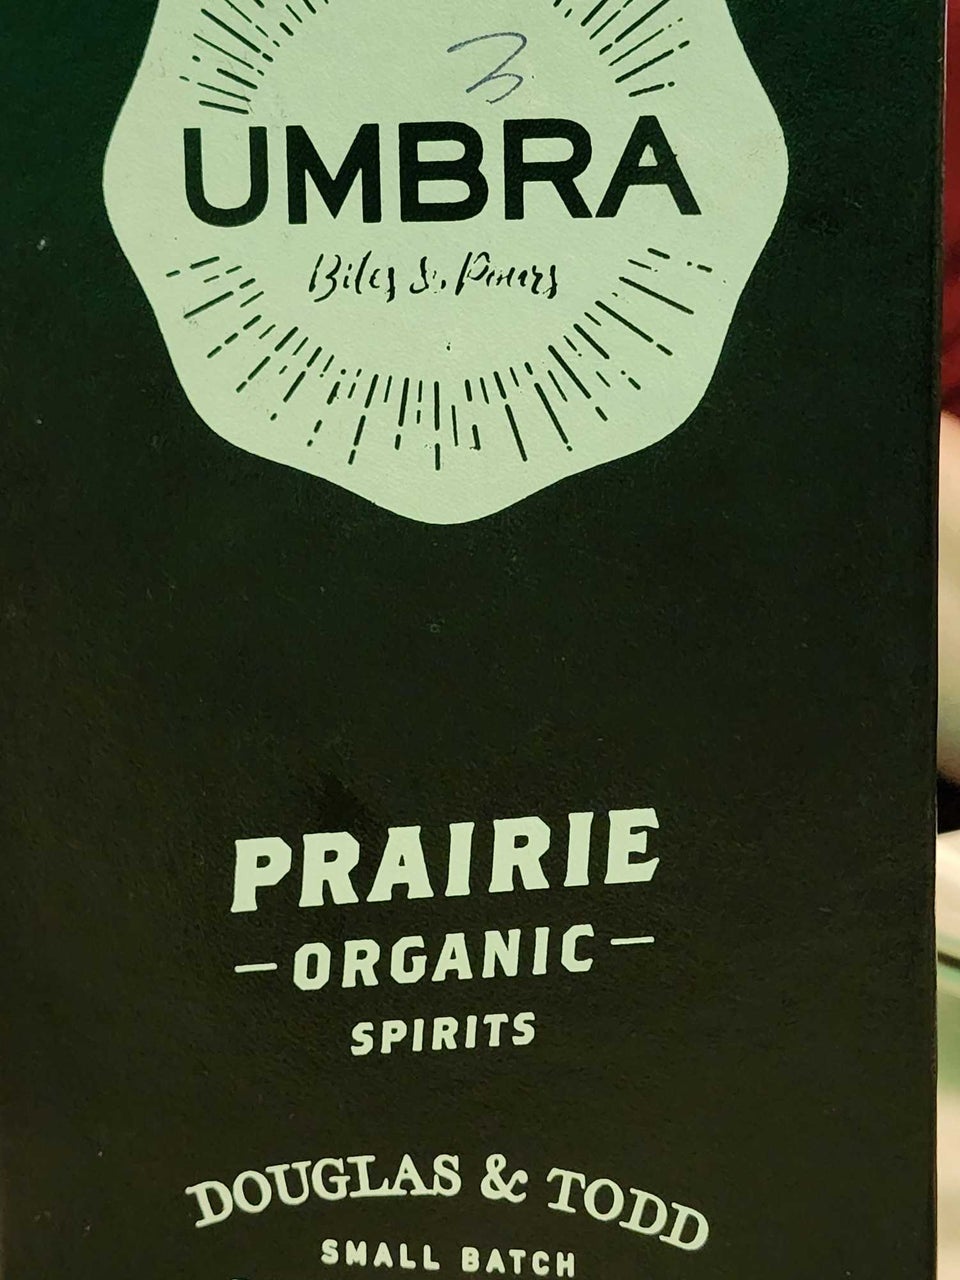 3
UMBRA
Bites & Pours
PRAIRIE
-ORGANIC-
SPIRITS
DOUGLAS & TODD
SMALL BATCH